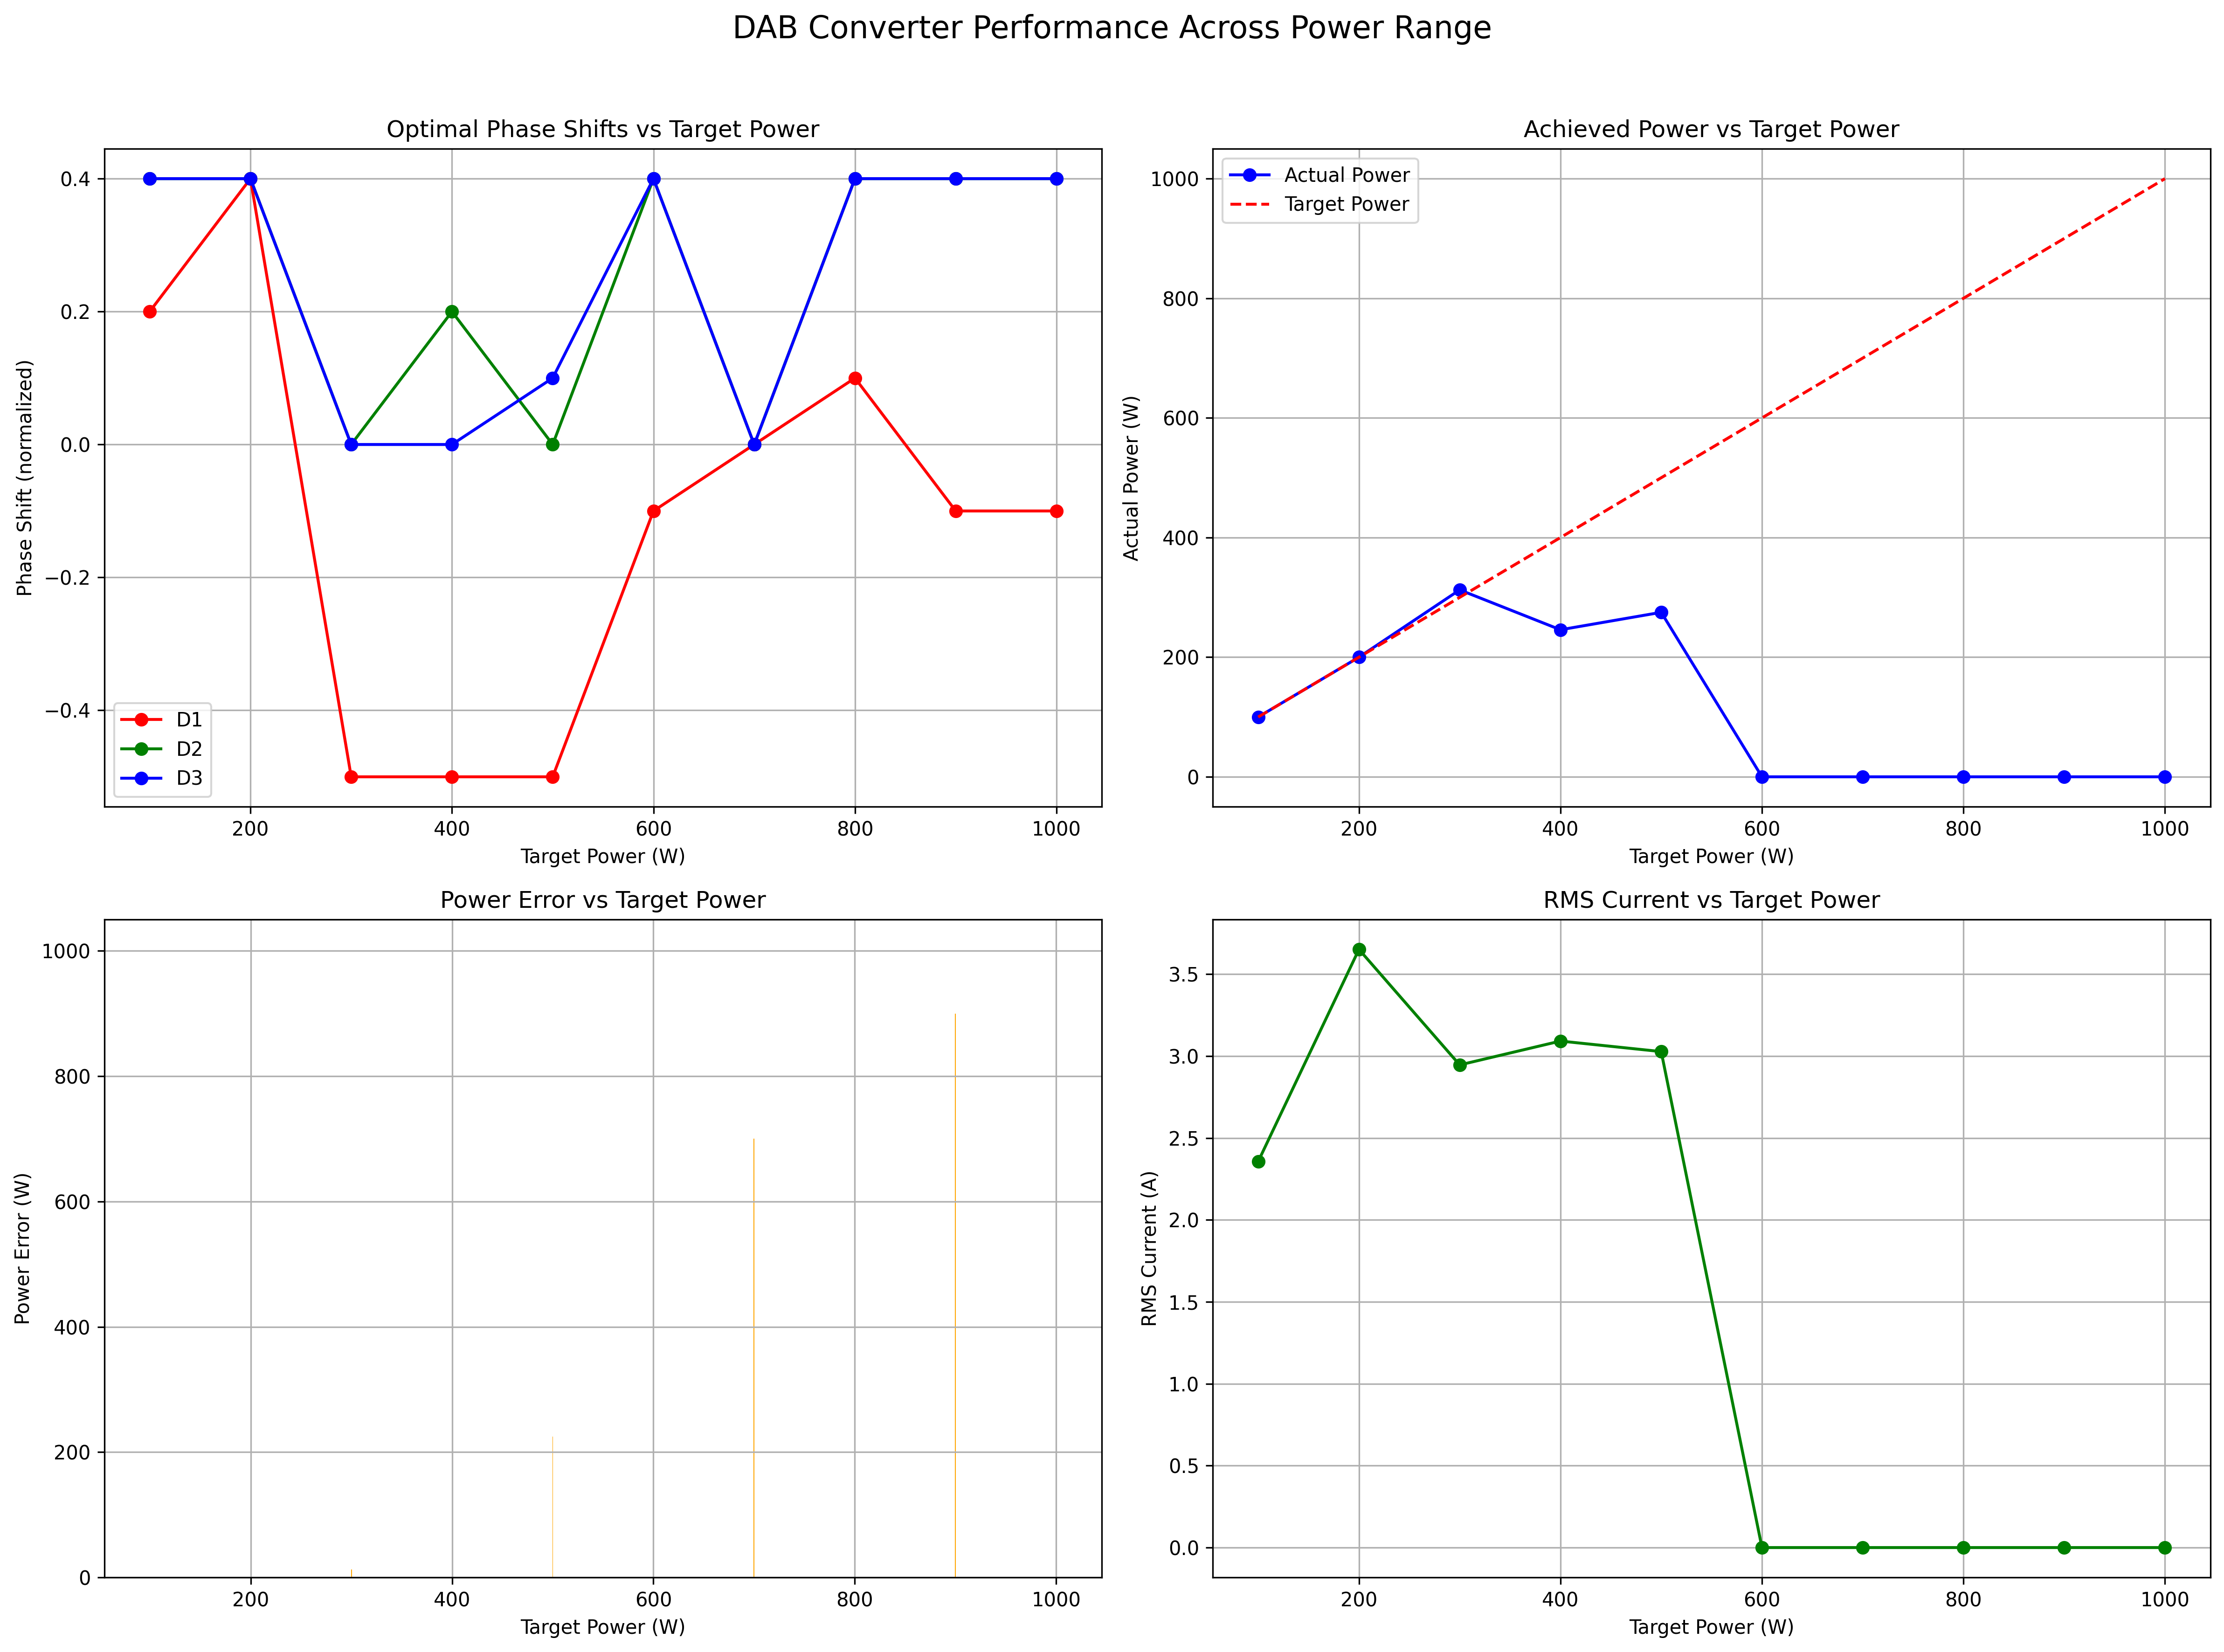 DAB Converter Performance Across Power Range
Optimal Phase Shifts vs Target Power
0.4
0.2
0.0
−0.2
−0.4
Phase Shift (normalized)
D1
D2
D3
200 400 600 800 1000
Target Power (W)
Achieved Power vs Target Power
Actual Power
Target Power
1000
800
600
400
200
0
Actual Power (W)
200 400 600 800 1000
Target Power (W)
Power Error vs Target Power
1000
800
600
400
200
0
Power Error (W)
200 400 600 800 1000
Target Power (W)
RMS Current vs Target Power
3.5
3.0
2.5
2.0
1.5
1.0
0.5
0.0
RMS Current (A)
200 400 600 800 1000
Target Power (W)